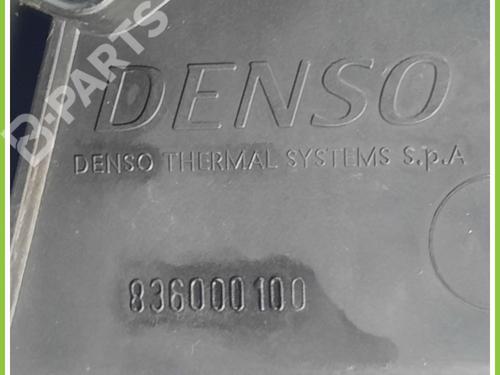 B-PARTS
DENSO
DENSO THERMAL SYSTEMS S.p.A
836000100